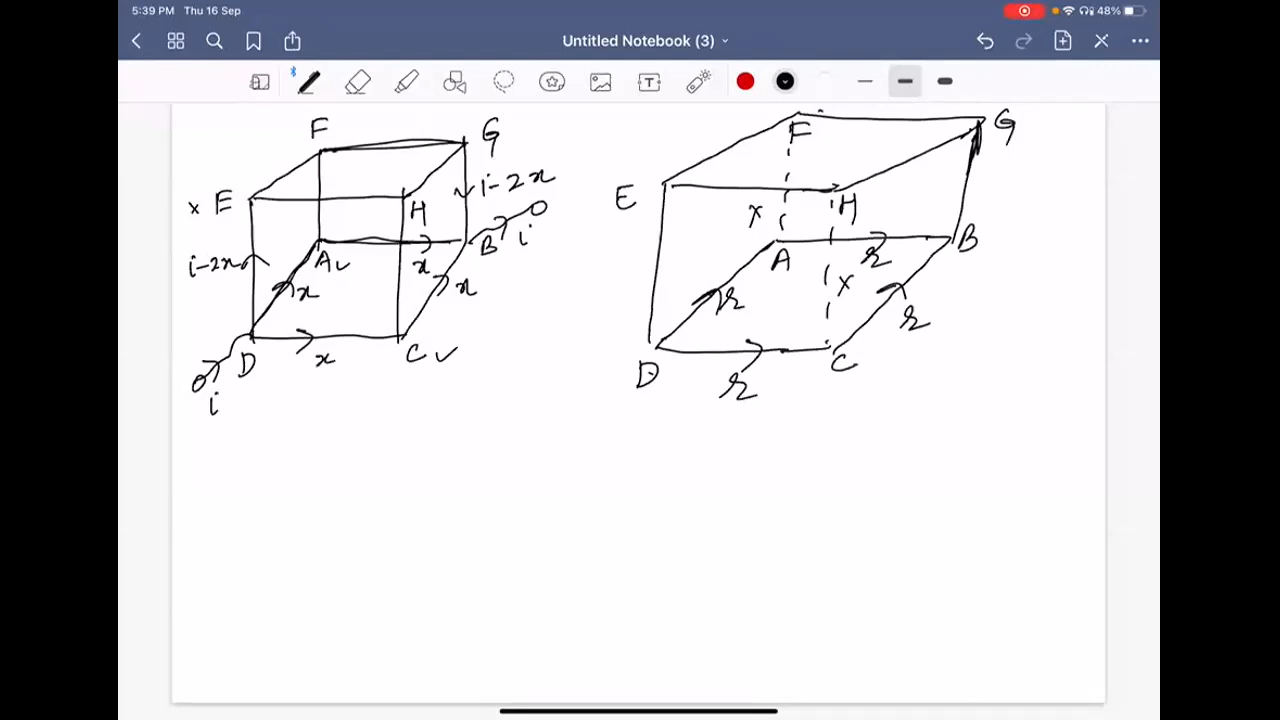 5:39 PM Thu 16 Sep
48%
Untitled Notebook (3)
T
F
G
x E
H
i-2x
O
B
i
i-2x
A ✓
x
x
x
D
x
C ✓
O
i
F
G
E
H
x
A
r
B
x
r
r
D
r
C